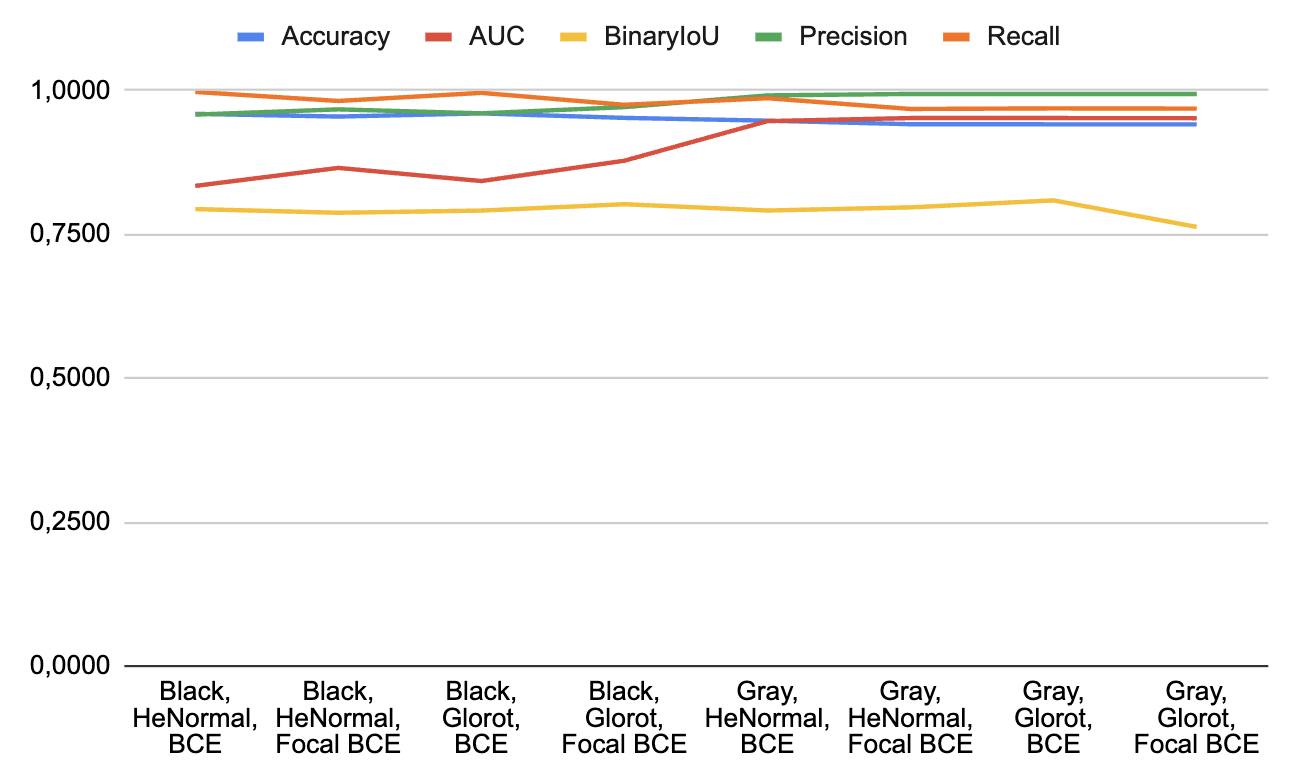 Accuracy AUC BinaryIoU Precision Recall
1,0000
0,7500
0,5000
0,2500
0,0000
Black,
HeNormal,
BCE
Black,
HeNormal,
Focal BCE
Black,
Glorot,
BCE
Black,
Glorot,
Focal BCE
Gray,
HeNormal,
BCE
Gray,
HeNormal,
Focal BCE
Gray,
Glorot,
BCE
Gray,
Glorot,
Focal BCE